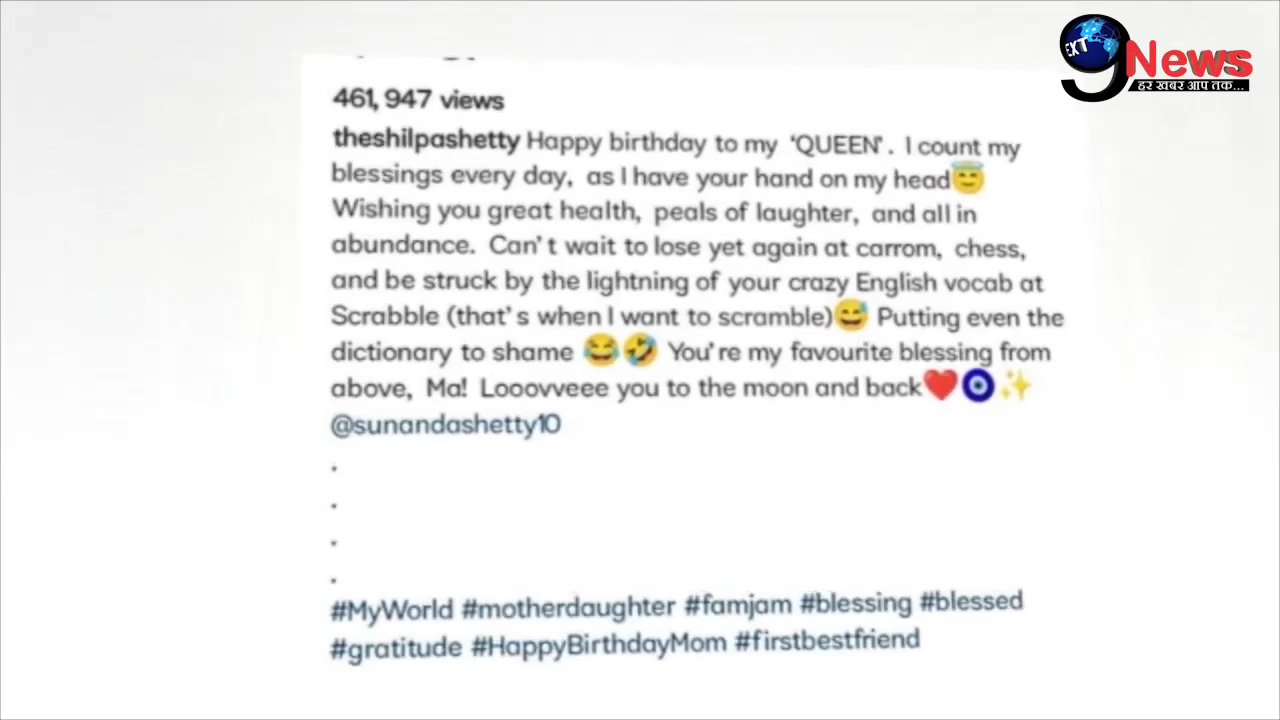 EXT 9 News
हर खबर आप तक...
461, 947 views
theshilpashetty Happy birthday to my ‘QUEEN’. I count my
blessings every day, as I have your hand on my head😇
Wishing you great health, peals of laughter, and all in
abundance. Can’t wait to lose yet again at carrom, chess,
and be struck by the lightning of your crazy English vocab at
Scrabble (that’s when I want to scramble)😅 Putting even the
dictionary to shame 😂🤣 You’re my favourite blessing from
above, Ma! Looovveee you to the moon and back❤️🧿✨
@sunandashetty10
.
.
.
.
#MyWorld #motherdaughter #famjam #blessing #blessed
#gratitude #HappyBirthdayMom #firstbestfriend